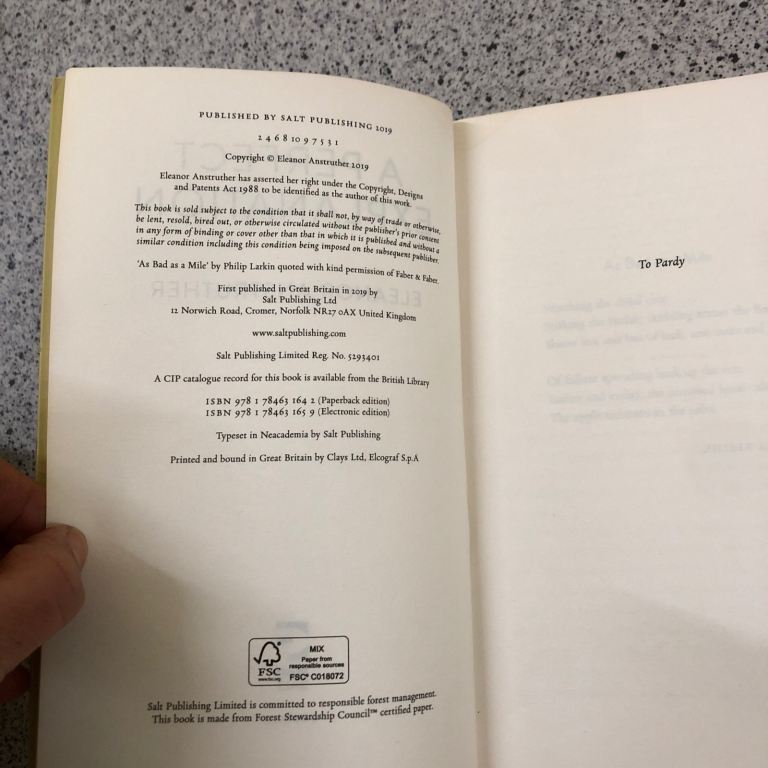 PUBLISHED BY SALT PUBLISHING 2019
2 4 6 8 10 9 7 5 3 1
Copyright © Eleanor Anstruther 2019
Eleanor Anstruther has asserted her right under the Copyright, Designs
and Patents Act 1988 to be identified as the author of this work.
This book is sold subject to the condition that it shall not, by way of trade or otherwise,
be lent, resold, hired out, or otherwise circulated without the publisher's prior consent
in any form of binding or cover other than that in which it is published and without a
similar condition including this condition being imposed on the subsequent publisher.
'As Bad as a Mile' by Philip Larkin quoted with kind permission of Faber & Faber.
First published in Great Britain in 2019 by
Salt Publishing Ltd
12 Norwich Road, Cromer, Norfolk NR27 0AX United Kingdom
www.saltpublishing.com
Salt Publishing Limited Reg. No. 5293401
A CIP catalogue record for this book is available from the British Library
ISBN 978 1 78463 164 2 (Paperback edition)
ISBN 978 1 78463 165 9 (Electronic edition)
Typeset in Neacademia by Salt Publishing
Printed and bound in Great Britain by Clays Ltd, Elcograf S.p.A
FSC
www.fsc.org
MIX
Paper from
responsible sources
FSC® C018072
Salt Publishing Limited is committed to responsible forest management.
This book is made from Forest Stewardship Council™ certified paper.
To Pardy